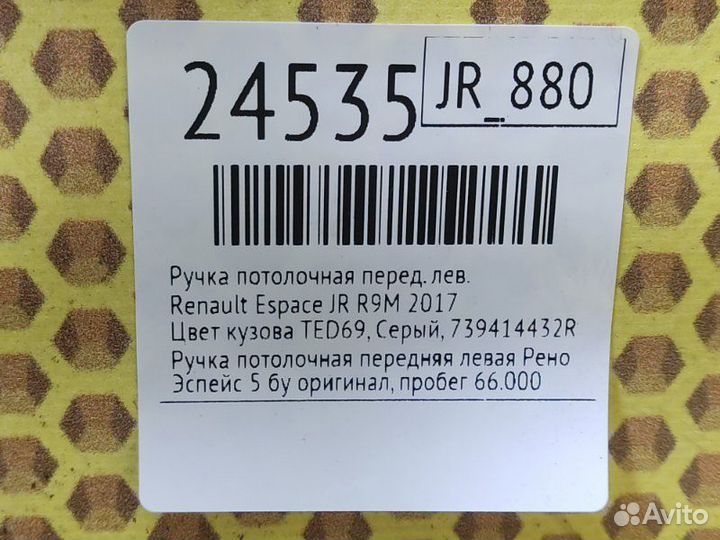 24535
JR_880
Ручка потолочная перед. лев.
Renault Espace JR R9M 2017
Цвет кузова TED69, Серый, 739414432R
Ручка потолочная передняя левая Рено
Эспейс 5 бу оригинал, пробег 66.000
Avito